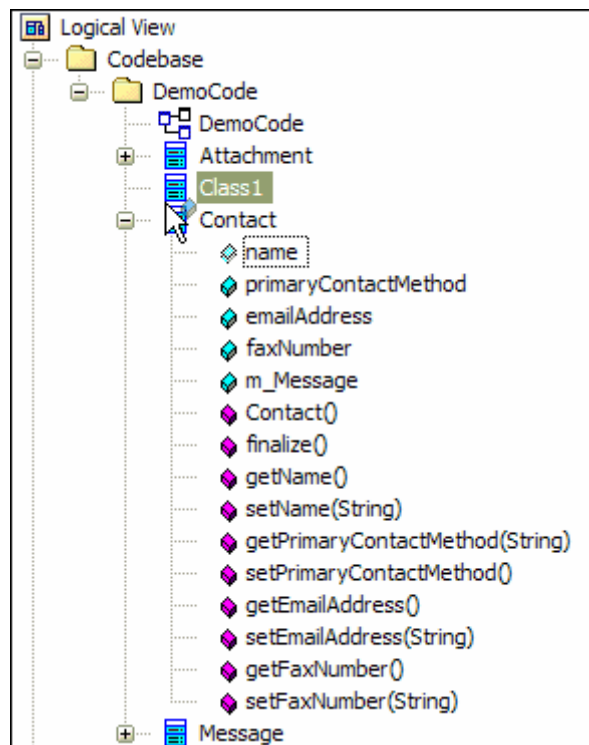 Logical View
Codebase
DemoCode
DemoCode
Attachment
Class1
Contact
name
primaryContactMethod
emailAddress
faxNumber
m_Message
Contact()
finalize()
getName()
setName(String)
getPrimaryContactMethod(String)
setPrimaryContactMethod()
getEmailAddress()
setEmailAddress(String)
getFaxNumber()
setFaxNumber(String)
Message